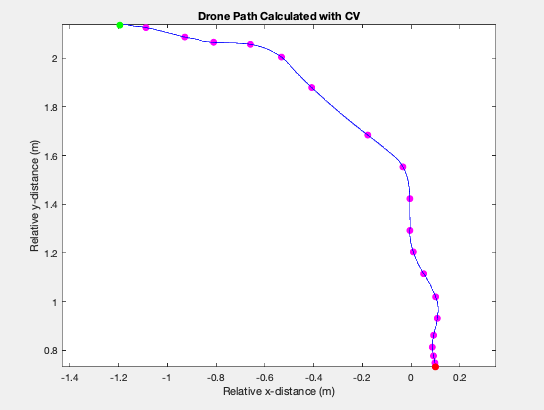 Drone Path Calculated with CV
2
1.8
1.6
1.4
1.2
1
0.8
Relative y-distance (m)
-1.4 -1.2 -1 -0.8 -0.6 -0.4 -0.2 0 0.2
Relative x-distance (m)